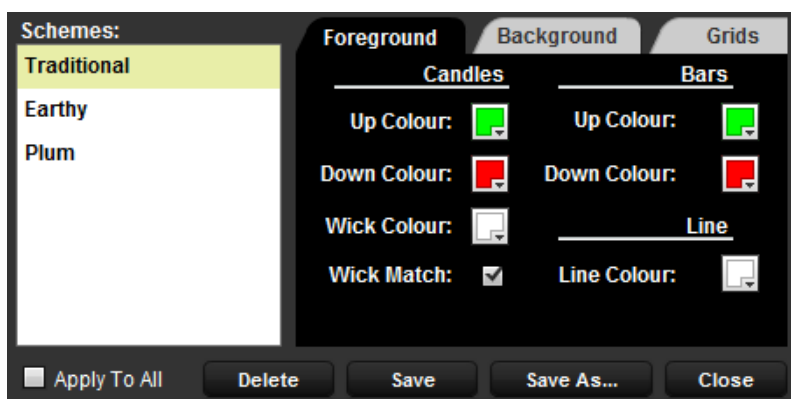 Schemes:
Traditional
Earthy
Plum
Foreground
Background
Grids
Candles
Up Colour:
Down Colour:
Wick Colour:
Wick Match:
Bars
Up Colour:
Down Colour:
Line
Line Colour:
Apply To All
Delete
Save
Save As...
Close